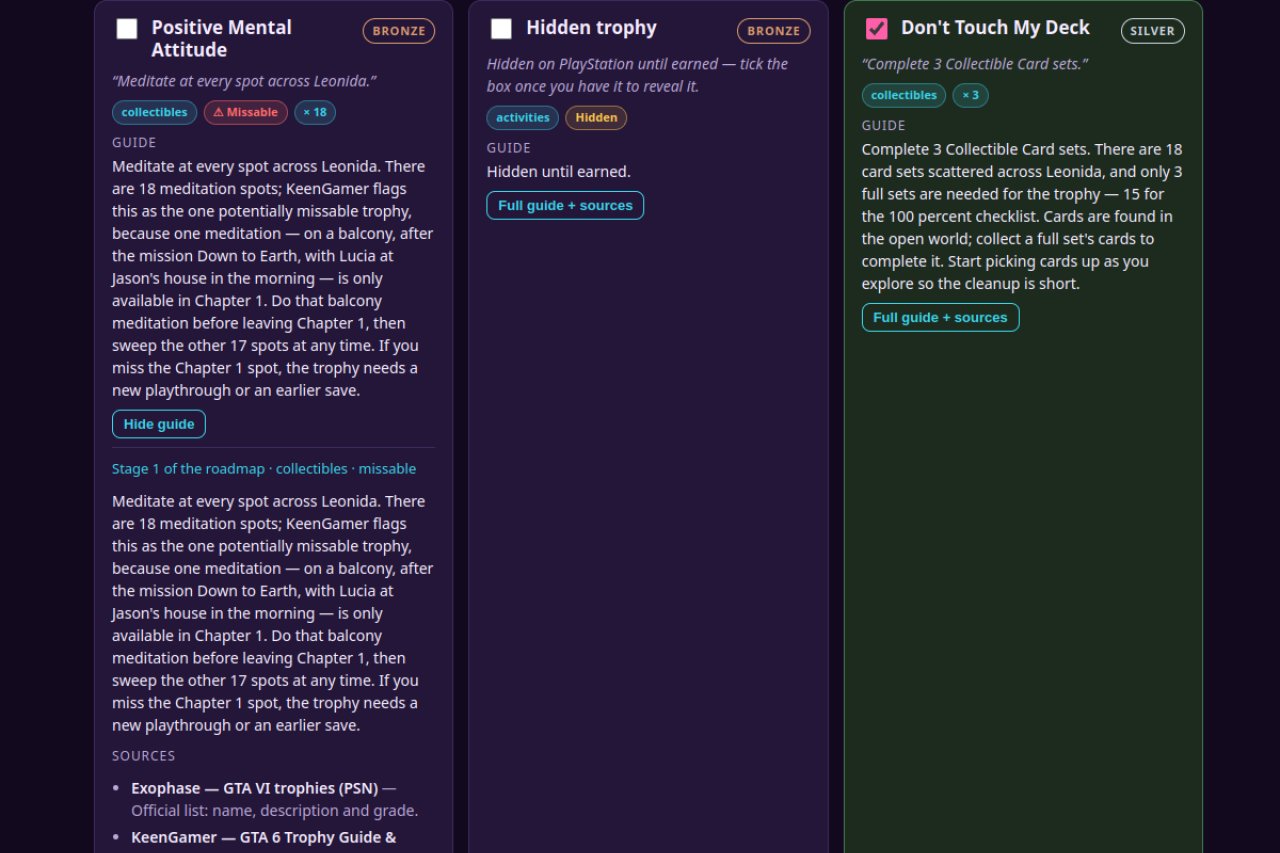 Positive Mental
Attitude
BRONZE
“Meditate at every spot across Leonida.”
collectibles
⚠ Missable
× 18
GUIDE
Meditate at every spot across Leonida. There
are 18 meditation spots; KeenGamer flags
this as the one potentially missable trophy,
because one meditation — on a balcony, after
the mission Down to Earth, with Lucia at
Jason's house in the morning — is only
available in Chapter 1. Do that balcony
meditation before leaving Chapter 1, then
sweep the other 17 spots at any time. If you
miss the Chapter 1 spot, the trophy needs a
new playthrough or an earlier save.
Hide guide
Stage 1 of the roadmap · collectibles · missable
Meditate at every spot across Leonida. There
are 18 meditation spots; KeenGamer flags
this as the one potentially missable trophy,
because one meditation — on a balcony, after
the mission Down to Earth, with Lucia at
Jason's house in the morning — is only
available in Chapter 1. Do that balcony
meditation before leaving Chapter 1, then
sweep the other 17 spots at any time. If you
miss the Chapter 1 spot, the trophy needs a
new playthrough or an earlier save.
SOURCES
• Exophase — GTA VI trophies (PSN) —
Official list: name, description and grade.
• KeenGamer — GTA 6 Trophy Guide &
Hidden trophy
BRONZE
Hidden on PlayStation until earned — tick the
box once you have it to reveal it.
activities
Hidden
GUIDE
Hidden until earned.
Full guide + sources
Don't Touch My Deck
SILVER
“Complete 3 Collectible Card sets.”
collectibles
× 3
GUIDE
Complete 3 Collectible Card sets. There are 18
card sets scattered across Leonida, and only 3
full sets are needed for the trophy — 15 for
the 100 percent checklist. Cards are found in
the open world; collect a full set's cards to
complete it. Start picking cards up as you
explore so the cleanup is short.
Full guide + sources